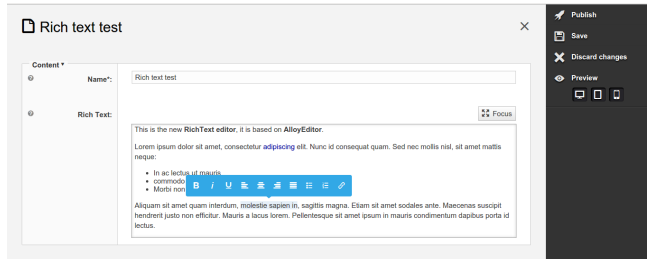 Rich text test
Publish
Save
Discard changes
Preview
Content
Name*:
Rich text test
Rich Text:
Focus
This is the new RichText editor, it is based on AlloyEditor.
Lorem ipsum dolor sit amet, consectetur adipiscing elit. Nunc id consequat quam. Sed nec mollis nisl, sit amet mattis
neque:
In ac lectus ut mauris
commodo
Morbi non
B i U
Aliquam sit amet quam interdum, molestie sapien in, sagittis magna. Etiam sit amet sodales ante. Maecenas suscipit
hendrerit justo non efficitur. Mauris a lacus lorem. Pellentesque sit amet ipsum in mauris condimentum dapibus porta id
lectus.